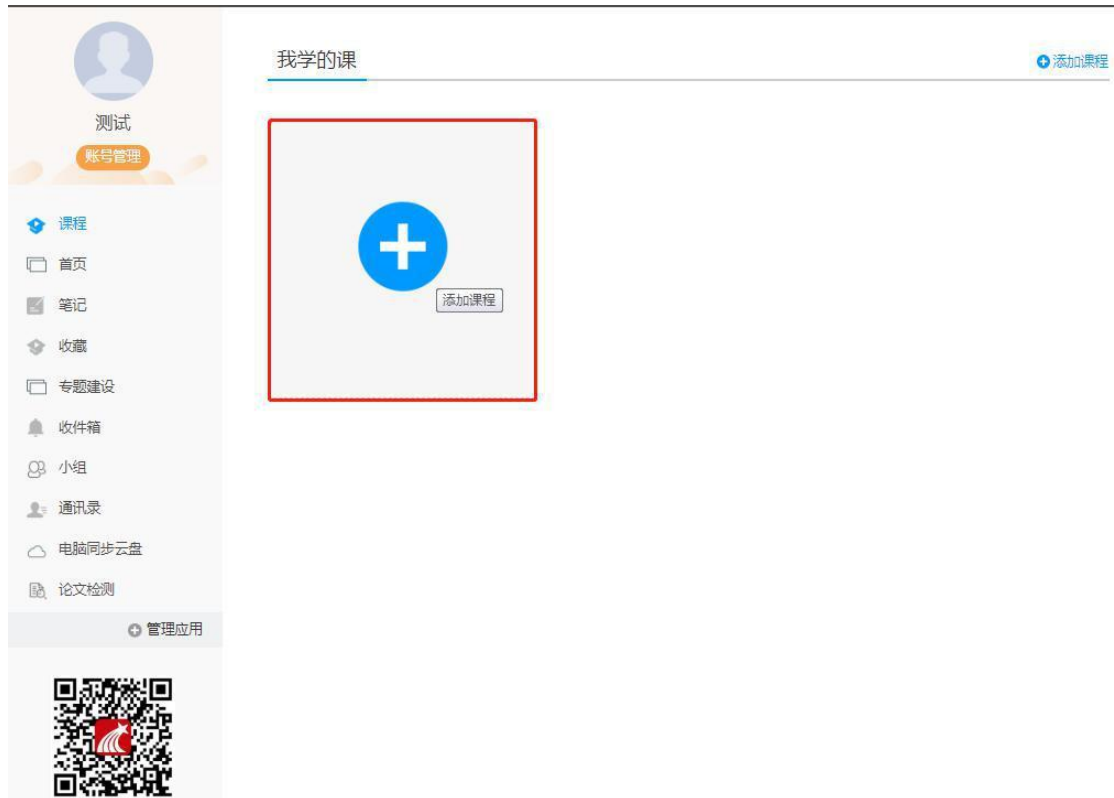 测试
账号管理
课程
首页
笔记
收藏
专题建设
收件箱
小组
通讯录
电脑同步云盘
论文检测
管理应用
我学的课
添加课程
添加课程